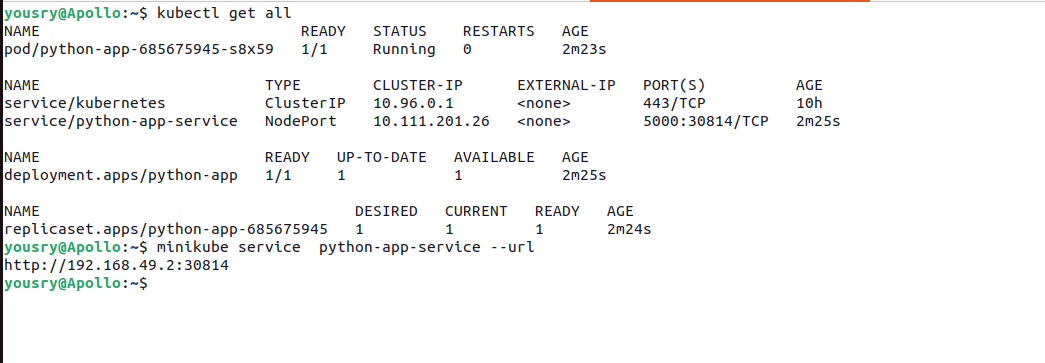 yousry@Apollo:~$ kubectl get all
NAME                             READY   STATUS    RESTARTS   AGE
pod/python-app-685675945-s8x59   1/1     Running   0          2m23s
NAME                         TYPE        CLUSTER-IP      EXTERNAL-IP   PORT(S)          AGE
service/kubernetes           ClusterIP   10.96.0.1       <none>        443/TCP          10h
service/python-app-service   NodePort    10.111.201.26   <none>        5000:30814/TCP   2m25s
NAME                         READY   UP-TO-DATE   AVAILABLE   AGE
deployment.apps/python-app   1/1     1            1           2m25s
NAME                                   DESIRED   CURRENT   READY   AGE
replicaset.apps/python-app-685675945   1         1         1       2m24s
yousry@Apollo:~$ minikube service  python-app-service --url
http://192.168.49.2:30814
yousry@Apollo:~$